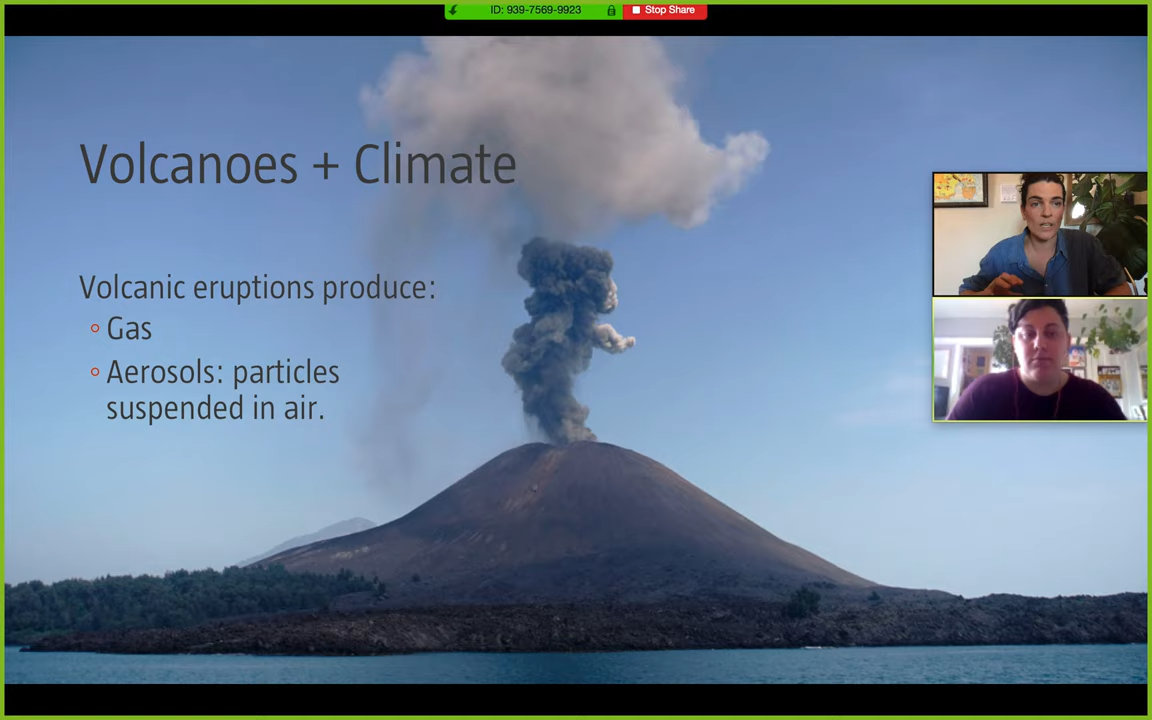 ID: 939-7569-9923
Stop Share
Volcanoes + Climate
Volcanic eruptions produce:
Gas
Aerosols: particles
suspended in air.